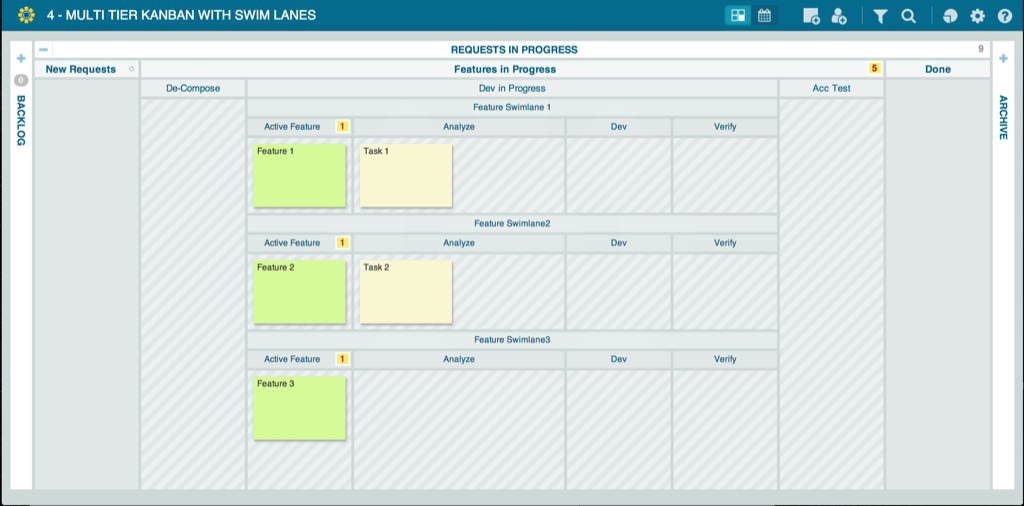 4 - MULTI TIER KANBAN WITH SWIM LANES
REQUESTS IN PROGRESS 9
0
BACKLOG
New Requests
Features in Progress 5
Done
ARCHIVE
De-Compose
Dev in Progress
Acc Test
Feature Swimlane 1
Active Feature 1 Analyze Dev Verify
Feature 1
Task 1
Feature Swimlane2
Active Feature 1 Analyze Dev Verify
Feature 2
Task 2
Feature Swimlane3
Active Feature 1 Analyze Dev Verify
Feature 3